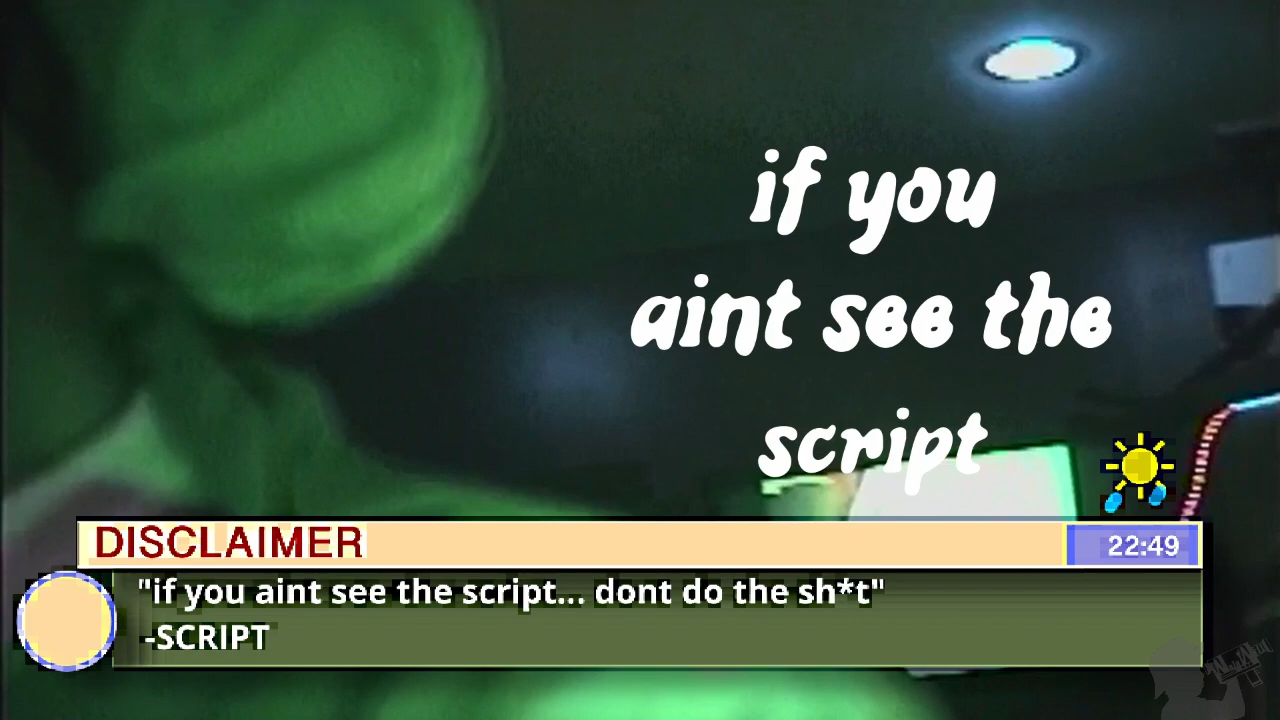 if you
aint see the
script
DISCLAIMER
22:49
"if you aint see the script... dont do the sh*t"
-SCRIPT